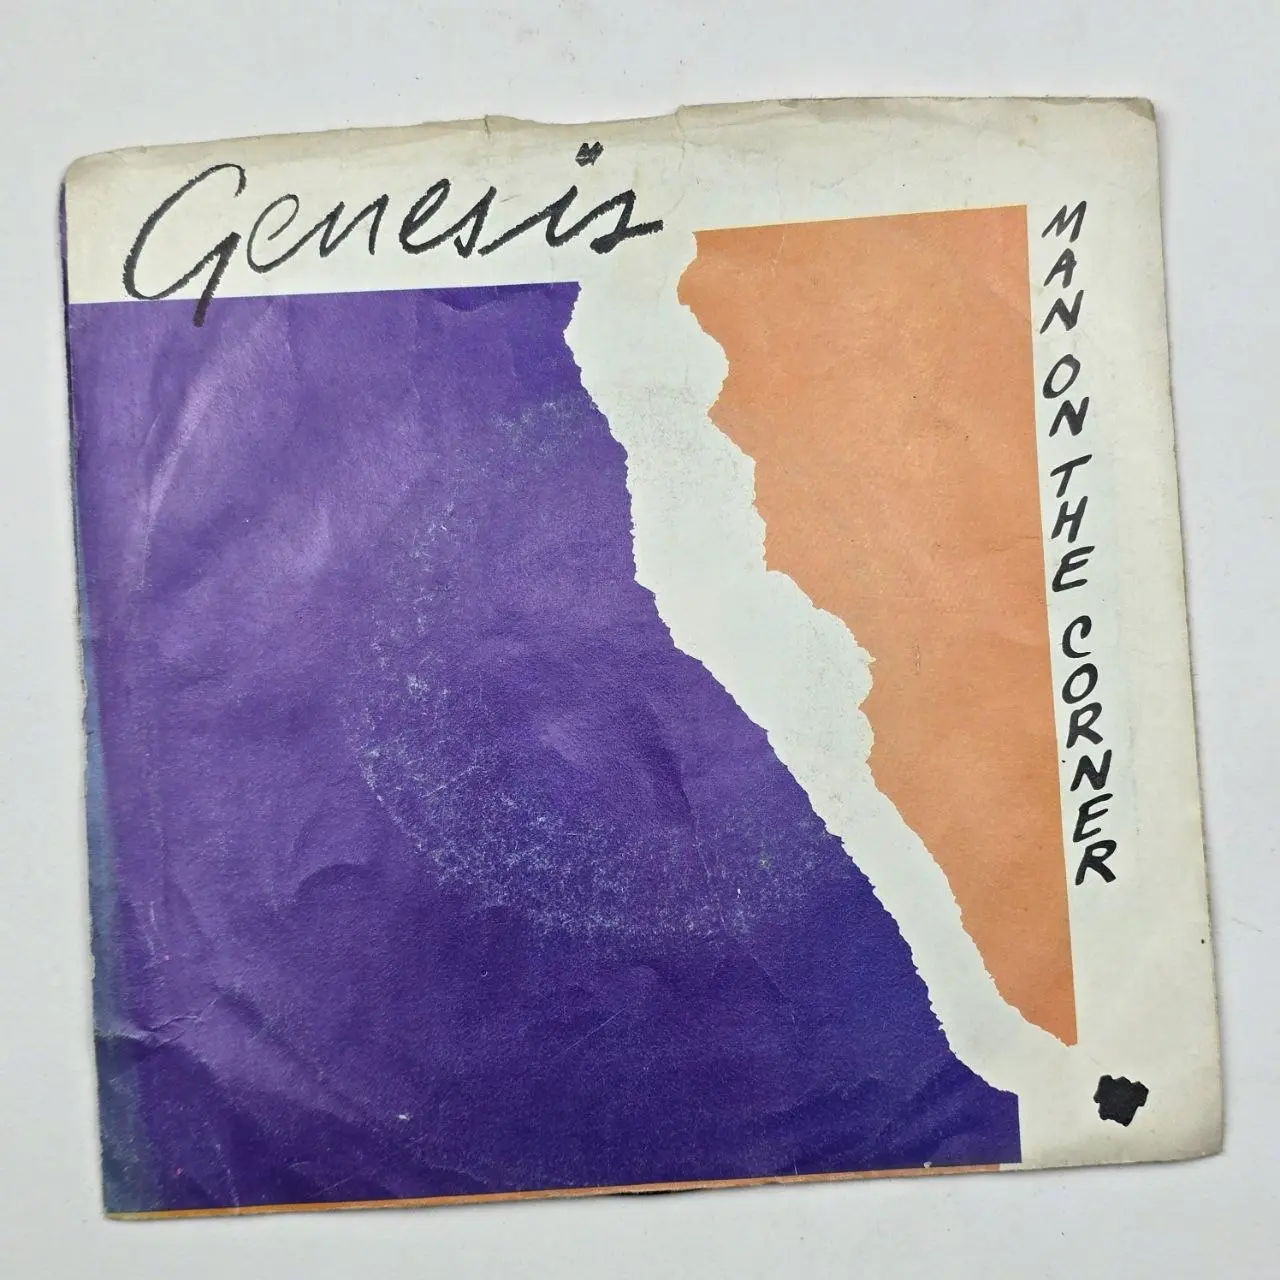 Genesis
MAN ON THE CORNER